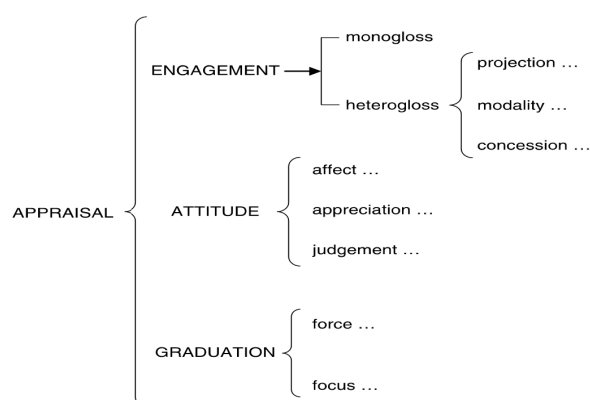 monogloss
ENGAGEMENT
projection …
heterogloss
modality …
concession …
affect …
APPRAISAL
ATTITUDE
appreciation …
judgement …
force …
GRADUATION
focus …